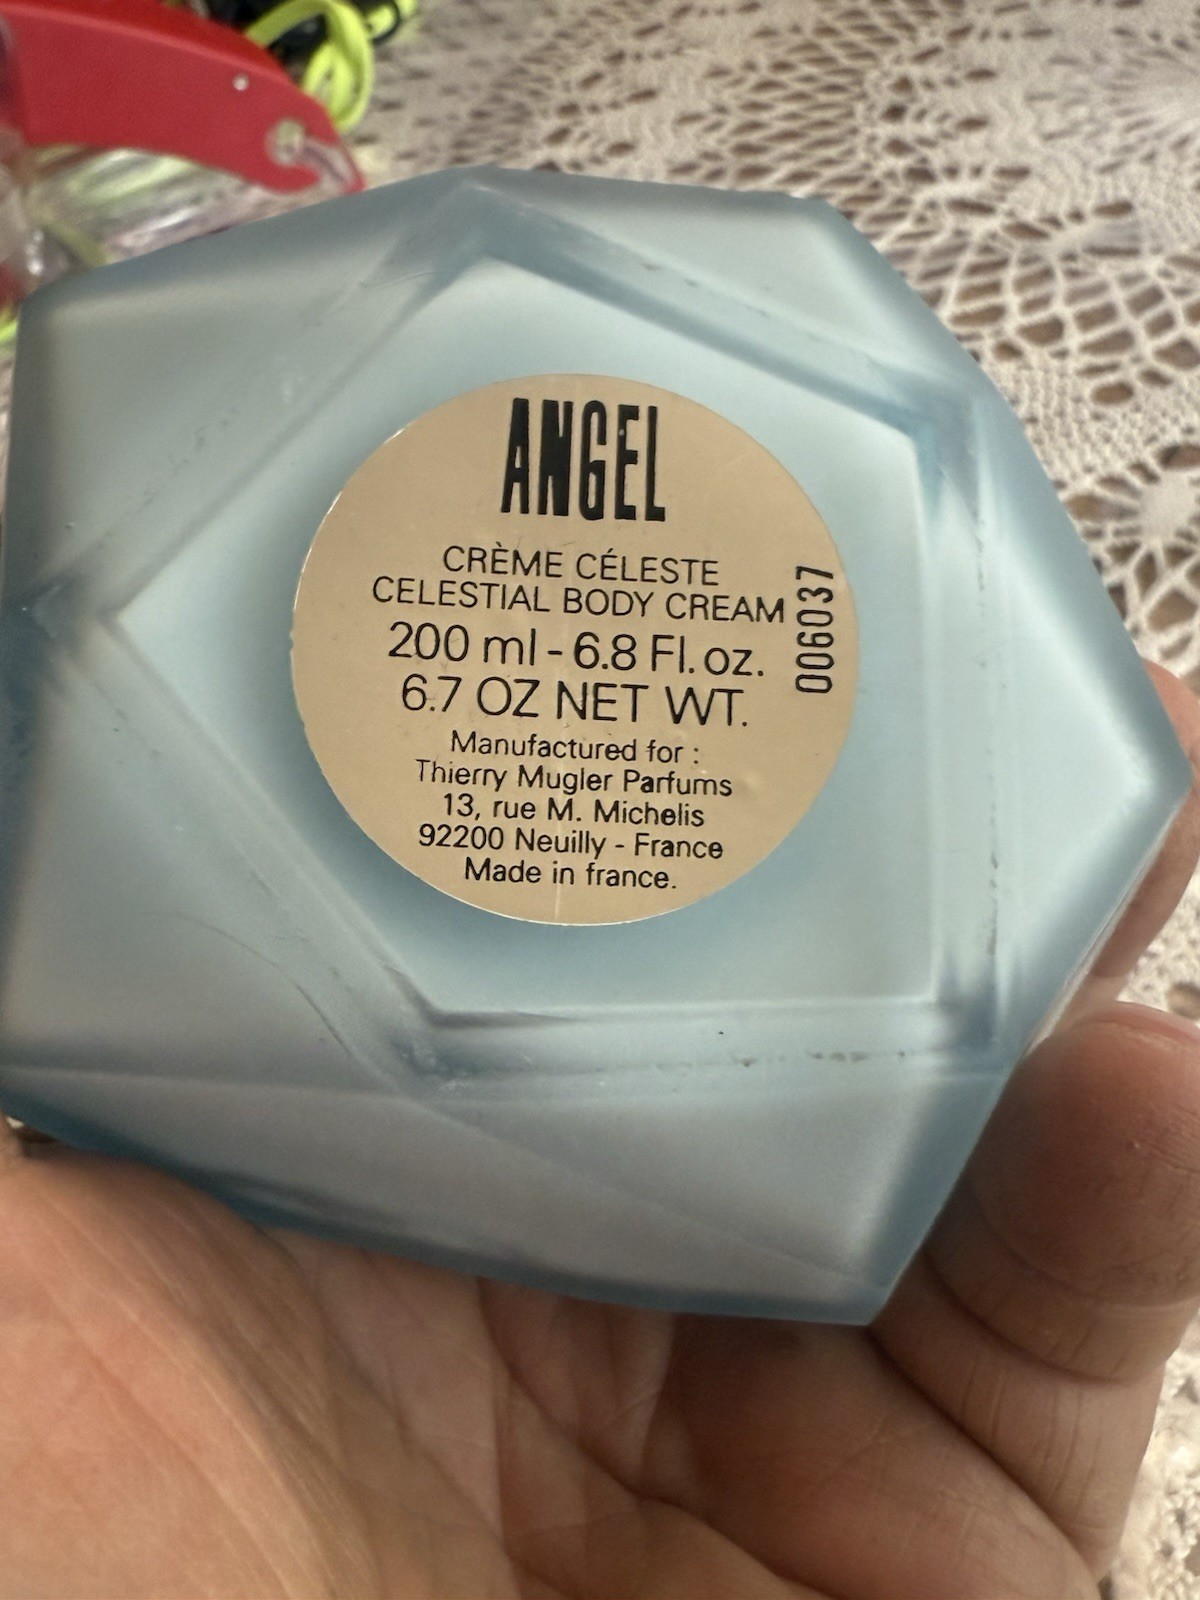 ANGEL
CRÈME CÉLESTE
CELESTIAL BODY CREAM
200 ml - 6.8 Fl. oz.
6.7 OZ NET WT.
Manufactured for :
Thierry Mugler Parfums
13, rue M. Michelis
92200 Neuilly - France
Made in france.
006037